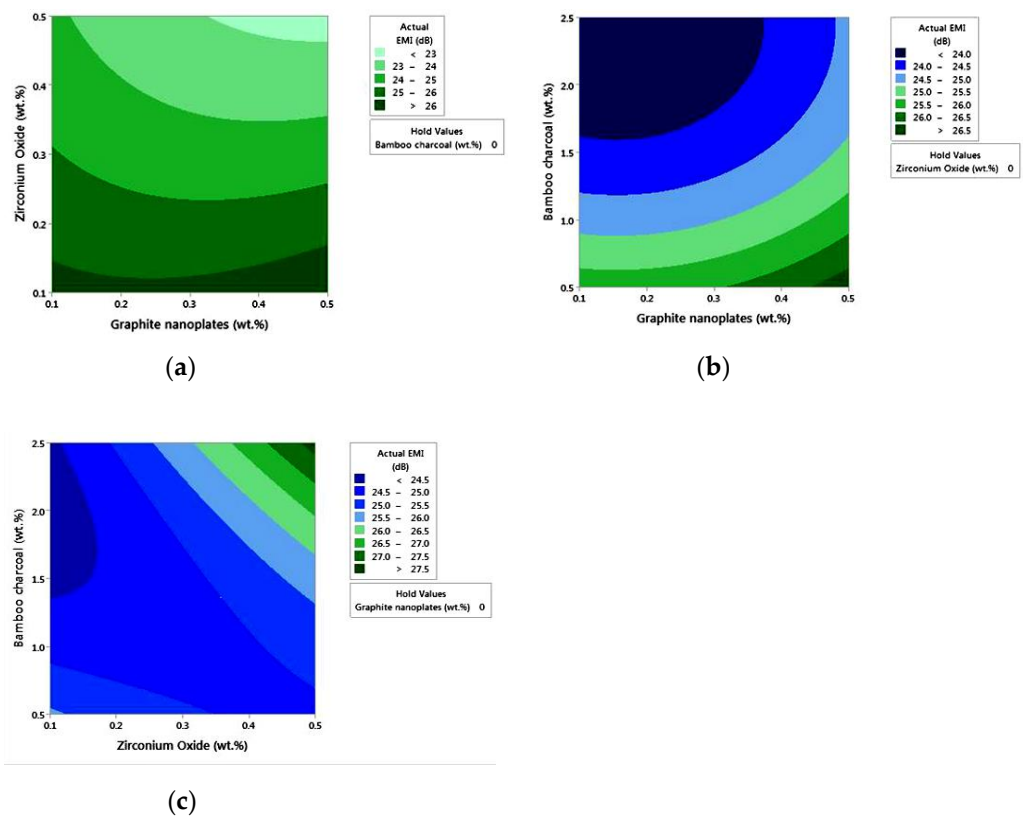 Actual
EMI (dB)
< 23
23 – 24
24 – 25
25 – 26
> 26
Hold Values
Bamboo charcoal (wt.%) 0
Zirconium Oxide (wt.%)
0.5
0.4
0.3
0.2
0.1
0.1 0.2 0.3 0.4 0.5
Graphite nanoplates (wt.%)
(a)
Actual EMI
(dB)
< 24.0
24.0 – 24.5
24.5 – 25.0
25.0 – 25.5
25.5 – 26.0
26.0 – 26.5
> 26.5
Hold Values
Zirconium Oxide (wt.%) 0
Bamboo charcoal (wt.%)
2.5
2.0
1.5
1.0
0.5
0.1 0.2 0.3 0.4 0.5
Graphite nanoplates (wt.%)
(b)
Actual EMI
(dB)
< 24.5
24.5 – 25.0
25.0 – 25.5
25.5 – 26.0
26.0 – 26.5
26.5 – 27.0
27.0 – 27.5
> 27.5
Hold Values
Graphite nanoplates (wt.%) 0
Bamboo charcoal (wt.%)
2.5
2.0
1.5
1.0
0.5
0.1 0.2 0.3 0.4 0.5
Zirconium Oxide (wt.%)
(c)